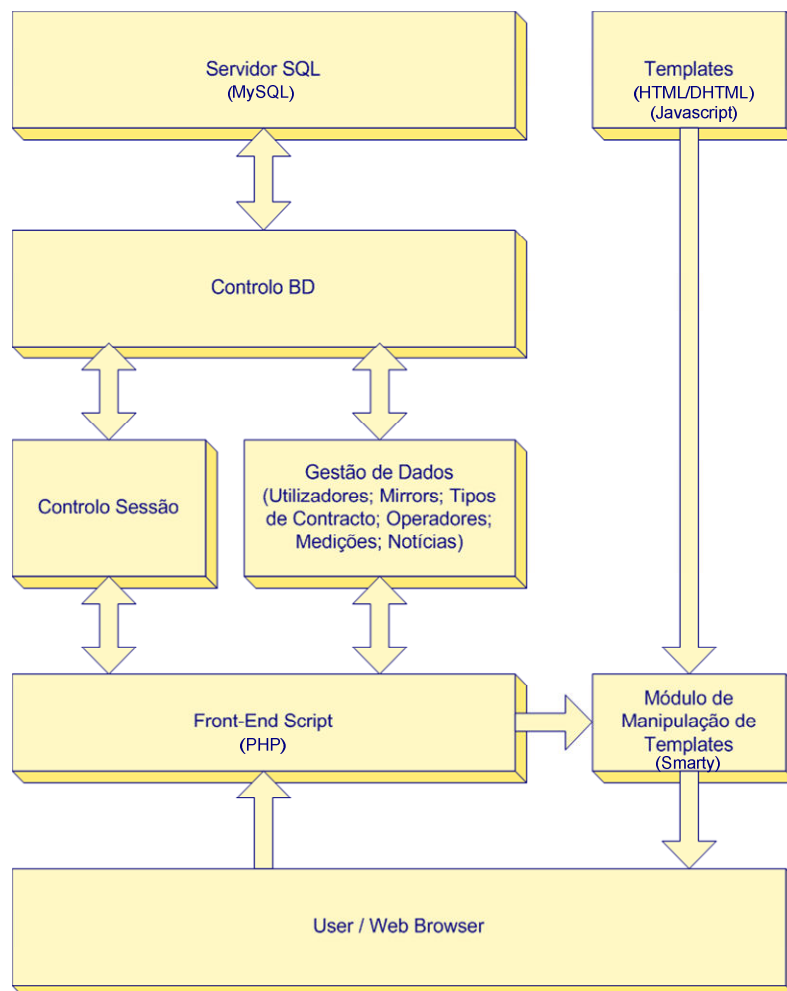 Servidor SQL
(MySQL)
Templates
(HTML/DHTML)
(Javascript)
Controlo BD
Controlo Sessão
Gestão de Dados
(Utilizadores; Mirrors; Tipos
de Contracto; Operadores;
Medições; Notícias)
Front-End Script
(PHP)
Módulo de
Manipulação de
Templates
(Smarty)
User / Web Browser